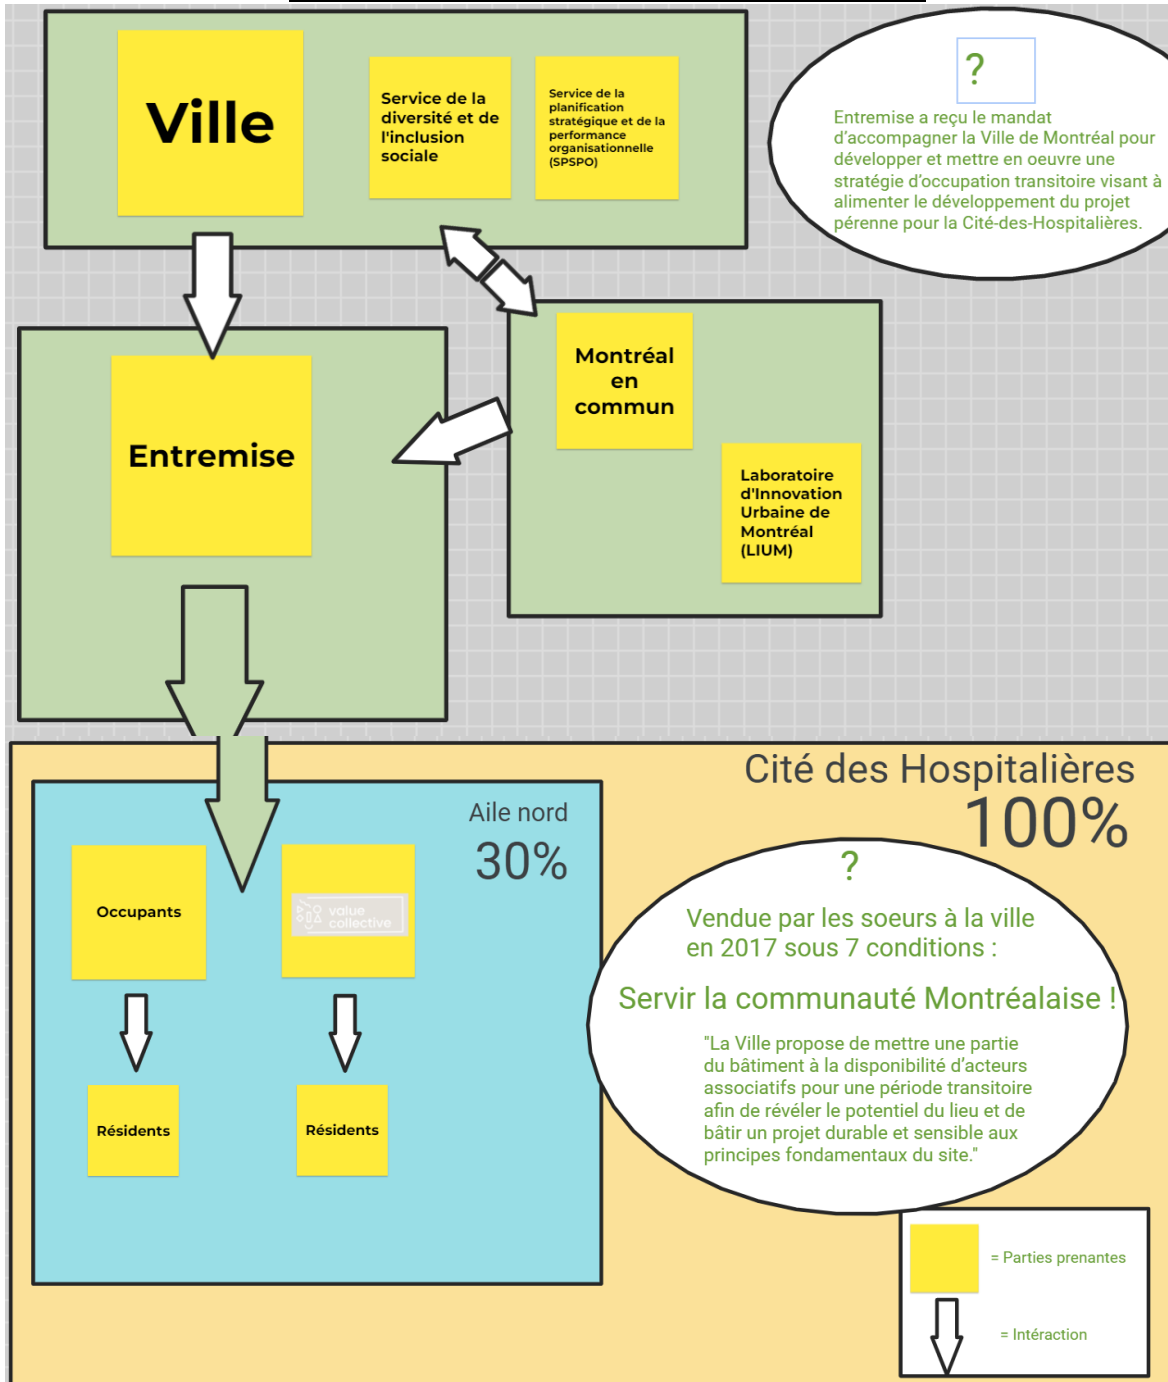 Ville
Service de la
diversité et de
l'inclusion
sociale
Service de la
planification
stratégique et de la
performance
organisationnelle
(SPSPO)
?
Entremise a reçu le mandat
d'accompagner la Ville de Montréal pour
développer et mettre en oeuvre une
stratégie d'occupation transitoire visant à
alimenter le développement du projet
pérenne pour la Cité-des-Hospitalières.
Entremise
Montréal
en
commun
Laboratoire
d'Innovation
Urbaine de
Montréal
(LIUM)
Cité des Hospitalières
100%
Aile nord
30%
Occupants
value
collective
Résidents
Résidents
?
Vendue par les soeurs à la ville
en 2017 sous 7 conditions :
Servir la communauté Montréalaise !
"La Ville propose de mettre une partie
du bâtiment à la disponibilité d'acteurs
associatifs pour une période transitoire
afin de révéler le potentiel du lieu et de
bâtir un projet durable et sensible aux
principes fondamentaux du site."
= Parties prenantes
= Intéraction